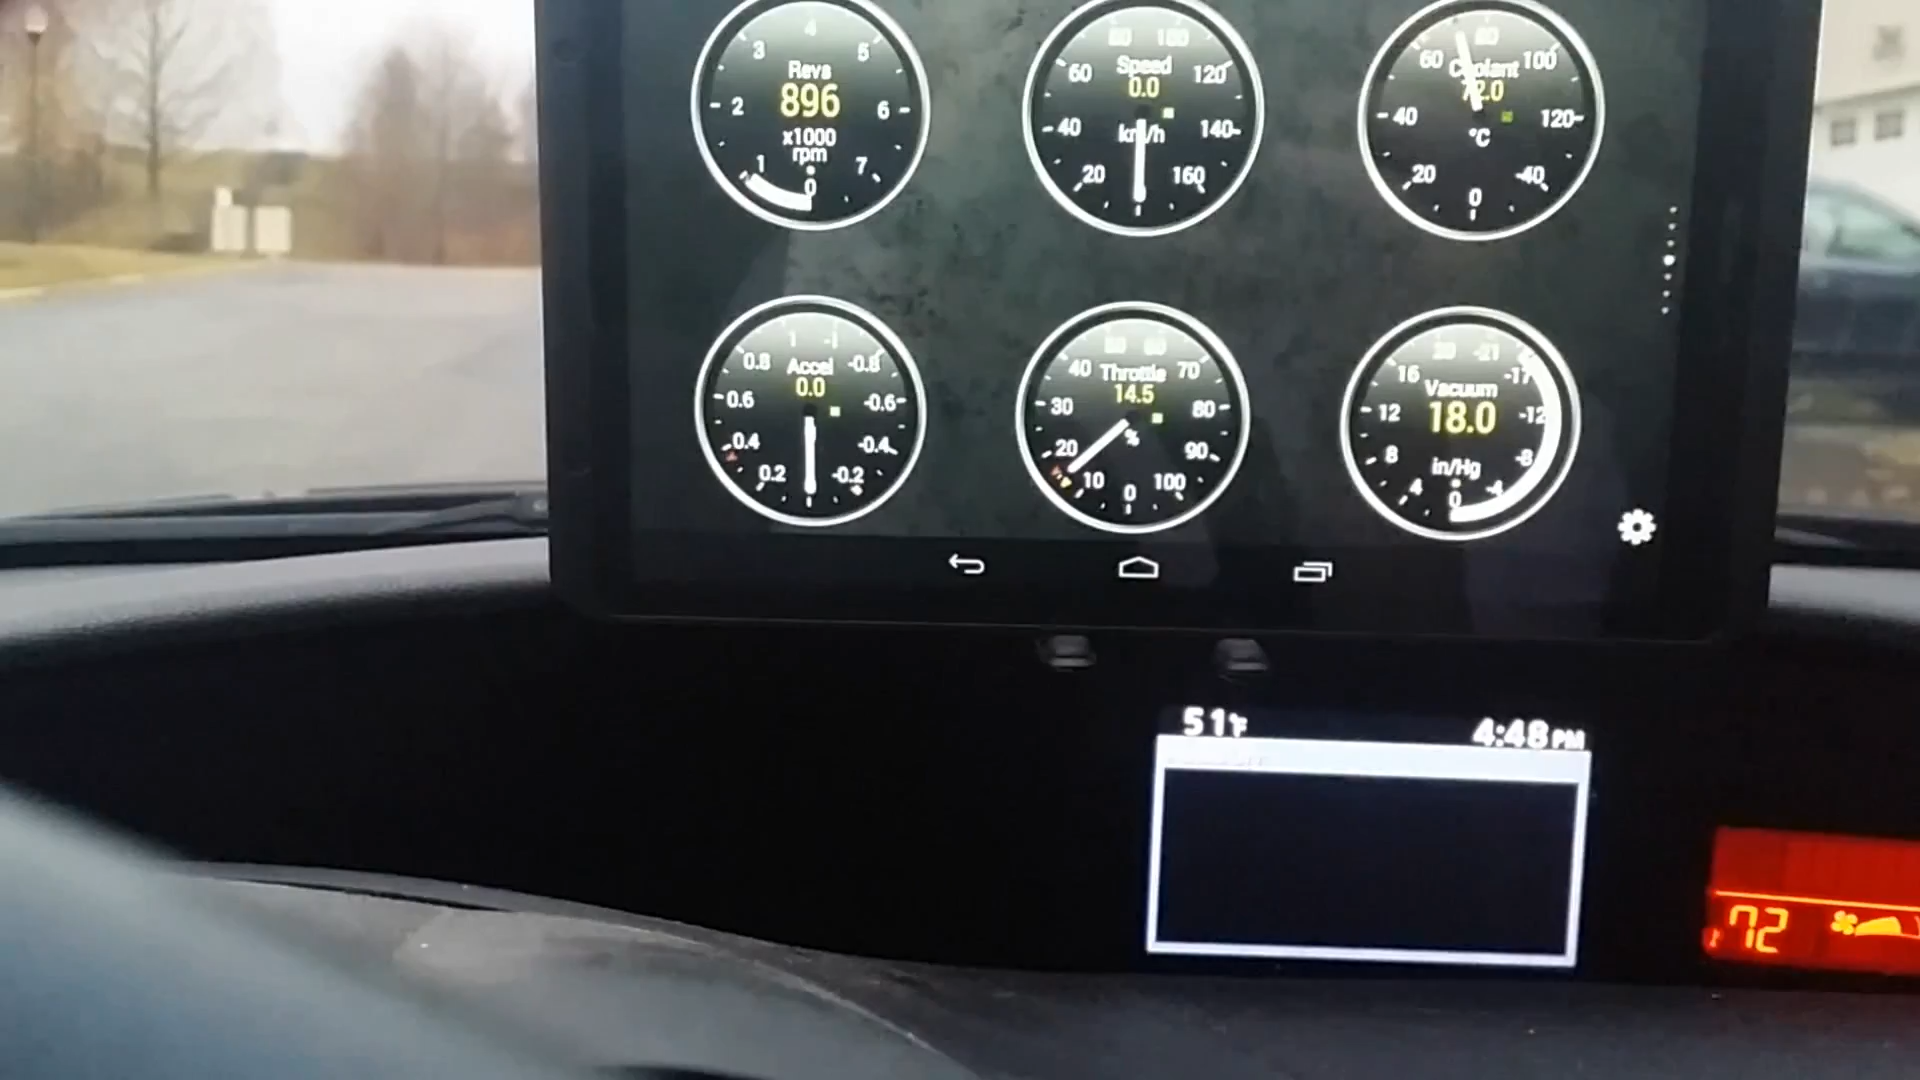 4
3 5
Revs
896
2 6
x1000
rpm
1 7
0
80 100
60 Speed 120
0.0
40 km/h 140
20 160
80
60 Coolant 100
72.0
40 120
°C
20 -40
0
1 -1
0.8 Accel -0.8
0.0
0.6 -0.6
0.4 -0.4
0.2 -0.2
40 Throttle 70
14.5
30 80
%
20 90
10 100
0
20 -21
16 -17
Vacuum
18.0
12 -12
in/Hg
8 -8
4 -4
0
51°F 4:48 PM
72